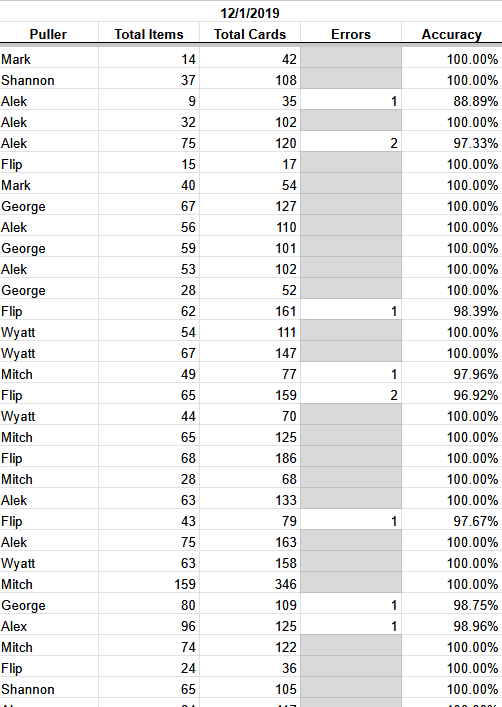 12/1/2019
Puller Total Items Total Cards Errors Accuracy
Mark 14 42 100.00%
Shannon 37 108 100.00%
Alek 9 35 1 88.89%
Alek 32 102 100.00%
Alek 75 120 2 97.33%
Flip 15 17 100.00%
Mark 40 54 100.00%
George 67 127 100.00%
Alek 56 110 100.00%
George 59 101 100.00%
Alek 53 102 100.00%
George 28 52 100.00%
Flip 62 161 1 98.39%
Wyatt 54 111 100.00%
Wyatt 67 147 100.00%
Mitch 49 77 1 97.96%
Flip 65 159 2 96.92%
Wyatt 44 70 100.00%
Mitch 65 125 100.00%
Flip 68 186 100.00%
Mitch 28 68 100.00%
Alek 63 133 100.00%
Flip 43 79 1 97.67%
Alek 75 163 100.00%
Wyatt 63 158 100.00%
Mitch 159 346 100.00%
George 80 109 1 98.75%
Alex 96 125 1 98.96%
Mitch 74 122 100.00%
Flip 24 36 100.00%
Shannon 65 105 100.00%